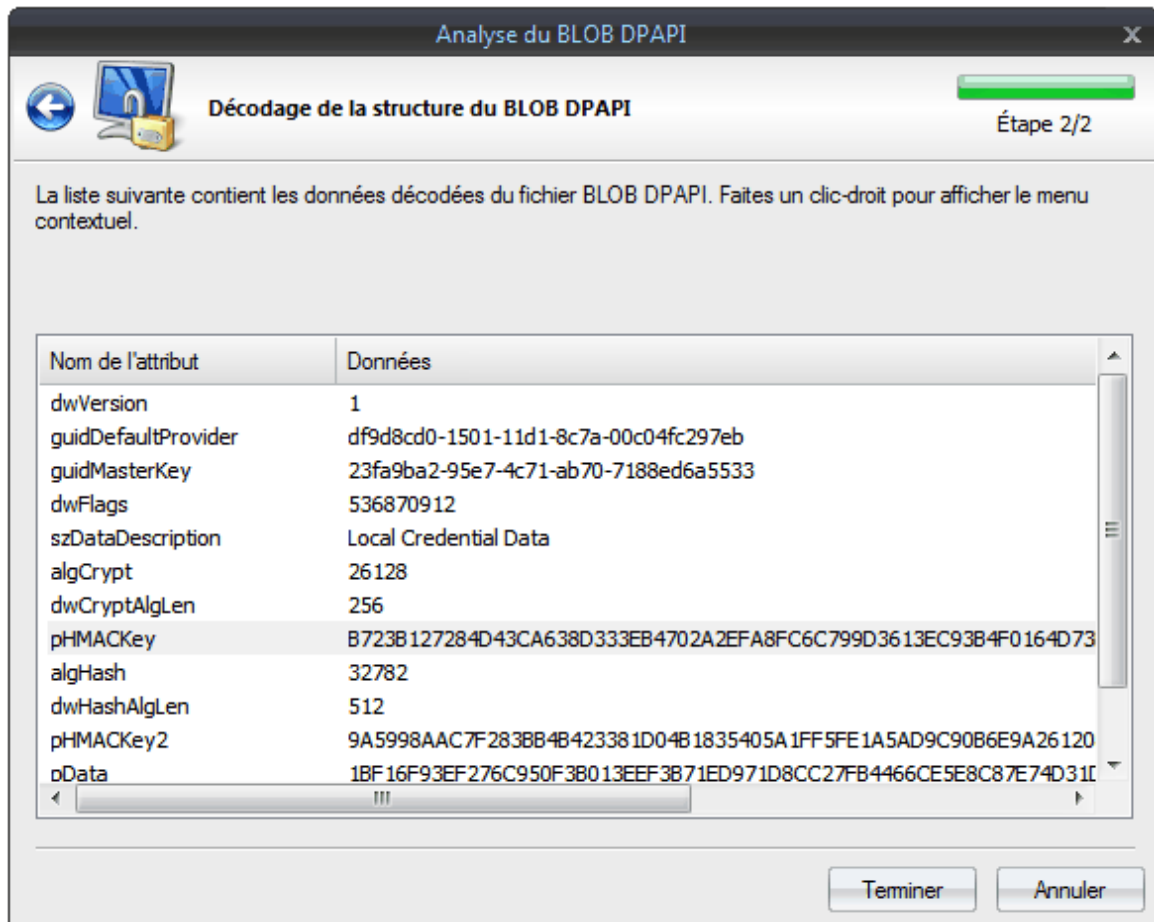 Analyse du BLOB DPAPI
Décodage de la structure du BLOB DPAPI
Étape 2/2
La liste suivante contient les données décodées du fichier BLOB DPAPI. Faites un clic-droit pour afficher le menu
contextuel.
Nom de l'attribut Données
dwVersion 1
guidDefaultProvider df9d8cd0-1501-11d1-8c7a-00c04fc297eb
guidMasterKey 23fa9ba2-95e7-4c71-ab70-7188ed6a5533
dwFlags 536870912
szDataDescription Local Credential Data
algCrypt 26128
dwCryptAlgLen 256
pHMACKey B723B127284D43CA638D333EB4702A2EFA8FC6C799D3613EC93B4F0164D73
algHash 32782
dwHashAlgLen 512
pHMACKey2 9A5998AAC7F283BB4B423381D04B1835405A1FF5FE1A5AD9C90B6E9A26120
pData 1BF16F93EF276C950F3B013EEF3B71ED971D8CC27FB4466CE5E8C87E74D31D
Terminer Annuler